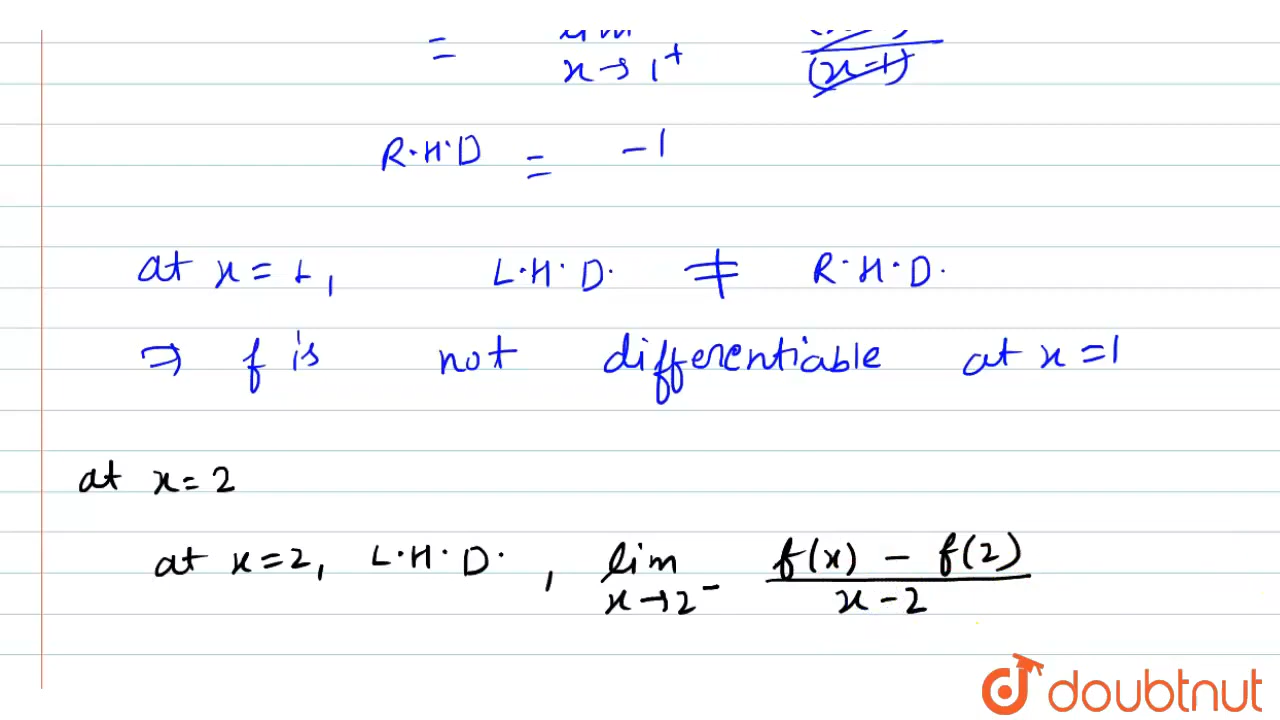 = lim x→1⁺ (x-1)
R.H.D = -1
at x = 1, L.H.D. ≠ R.H.D.
⇒ f is not differentiable at x = 1
at x = 2
at x = 2, L.H.D. , lim x→2⁻ f(x) - f(2) / x - 2
doubtnut